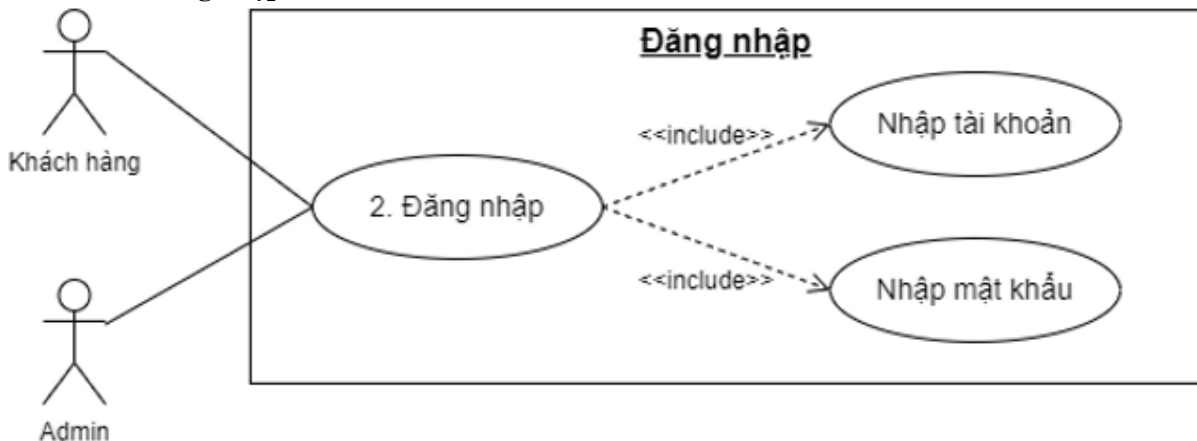 Đăng nhập
<<include>>
Nhập tài khoản
Khách hàng
2. Đăng nhập
<<include>>
Nhập mật khẩu
Admin